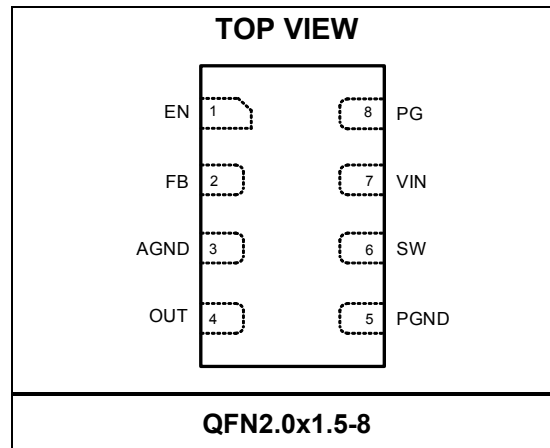 TOP VIEW
EN 1 8 PG
FB 2 7 VIN
AGND 3 6 SW
OUT 4 5 PGND
QFN2.0x1.5-8